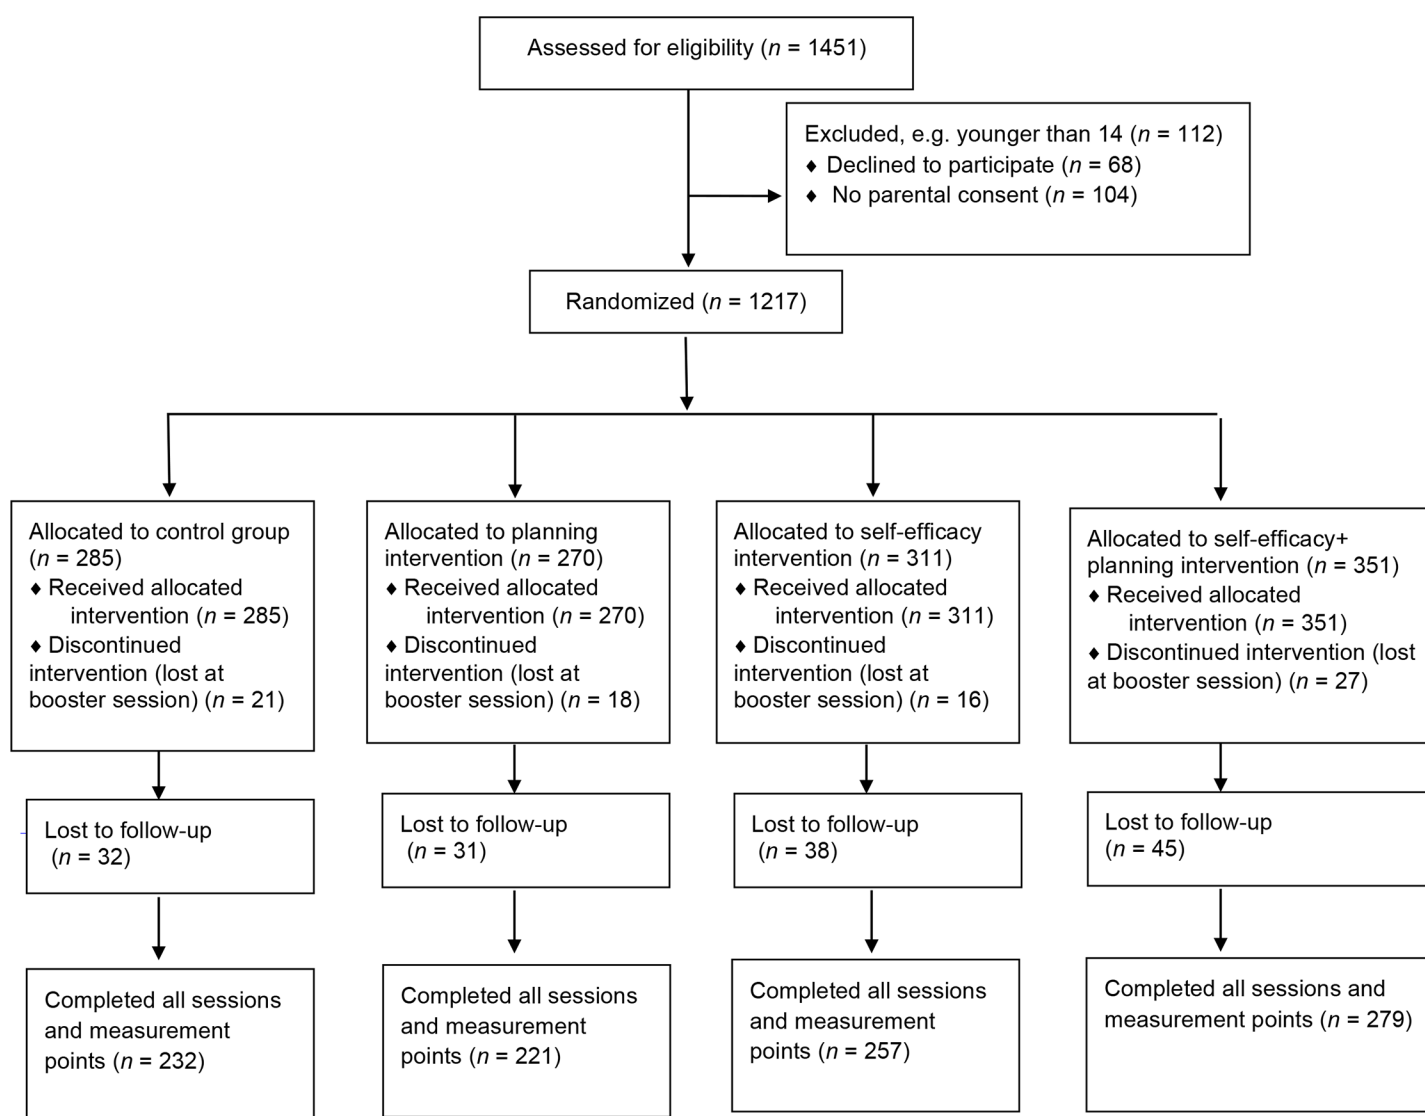 Assessed for eligibility (n = 1451)
Excluded, e.g. younger than 14 (n = 112)
♦ Declined to participate (n = 68)
♦ No parental consent (n = 104)
Randomized (n = 1217)
Allocated to control group
(n = 285)
♦ Received allocated
intervention (n = 285)
♦ Discontinued
intervention (lost at
booster session) (n = 21)
Allocated to planning
intervention (n = 270)
♦ Received allocated
intervention (n = 270)
♦ Discontinued
intervention (lost at
booster session) (n = 18)
Allocated to self-efficacy
intervention (n = 311)
♦ Received allocated
intervention (n = 311)
♦ Discontinued
intervention (lost at
booster session) (n = 16)
Allocated to self-efficacy+
planning intervention (n = 351)
♦ Received allocated
intervention (n = 351)
♦ Discontinued intervention (lost
at booster session) (n = 27)
Lost to follow-up
(n = 32)
Lost to follow-up
(n = 31)
Lost to follow-up
(n = 38)
Lost to follow-up
(n = 45)
Completed all sessions
and measurement
points (n = 232)
Completed all sessions
and measurement
points (n = 221)
Completed all sessions
and measurement
points (n = 257)
Completed all sessions and
measurement points (n = 279)